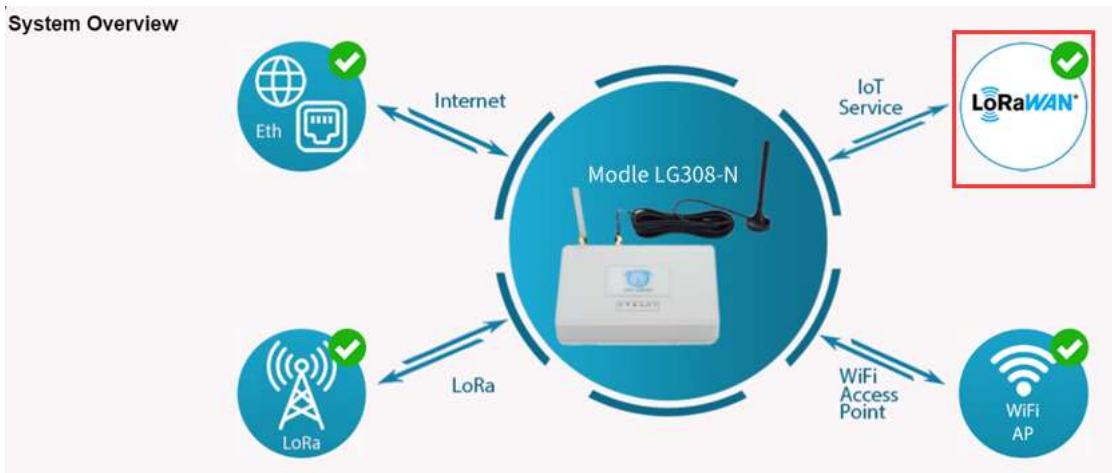 System Overview
Eth
Internet
IoT
Service
LoRaWAN®
Modle LG308-N
LoRa
LoRa
WiFi
Access
Point
WiFi
AP